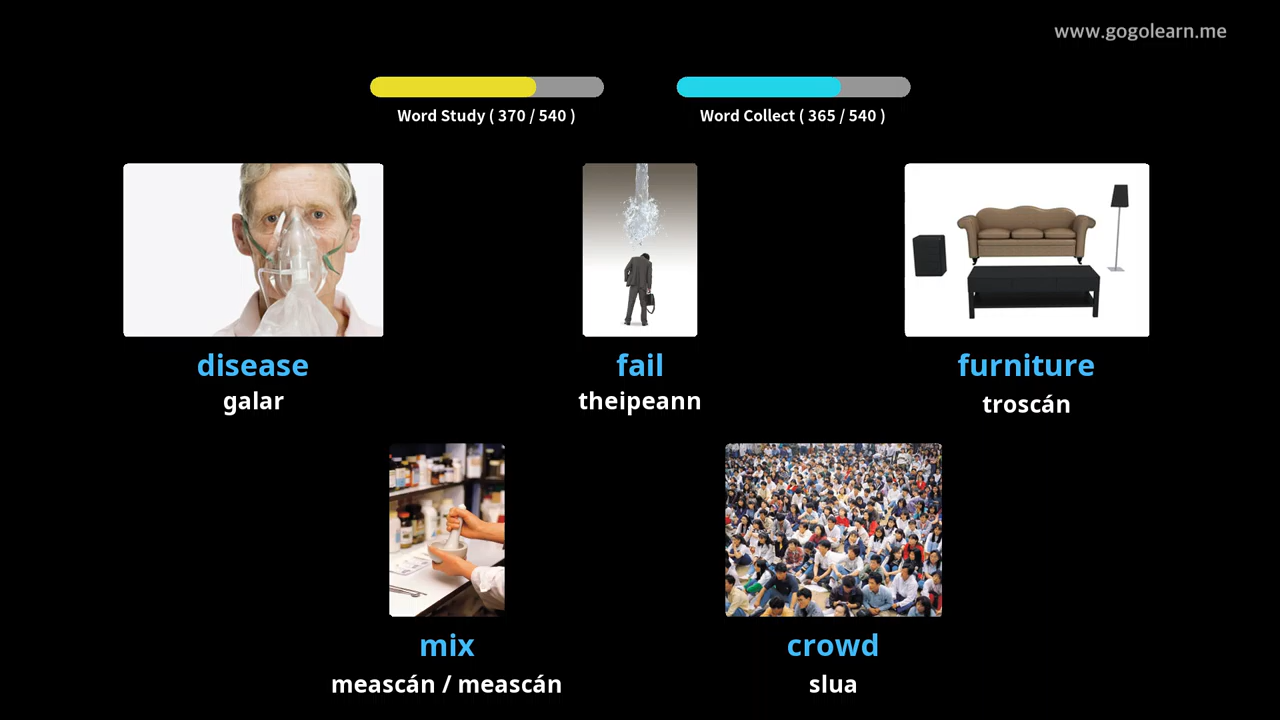 www.gogolearn.me
Word Study ( 370 / 540 )
Word Collect ( 365 / 540 )
disease
galar
fail
theipeann
furniture
troscán
mix
meascán / meascán
crowd
slua